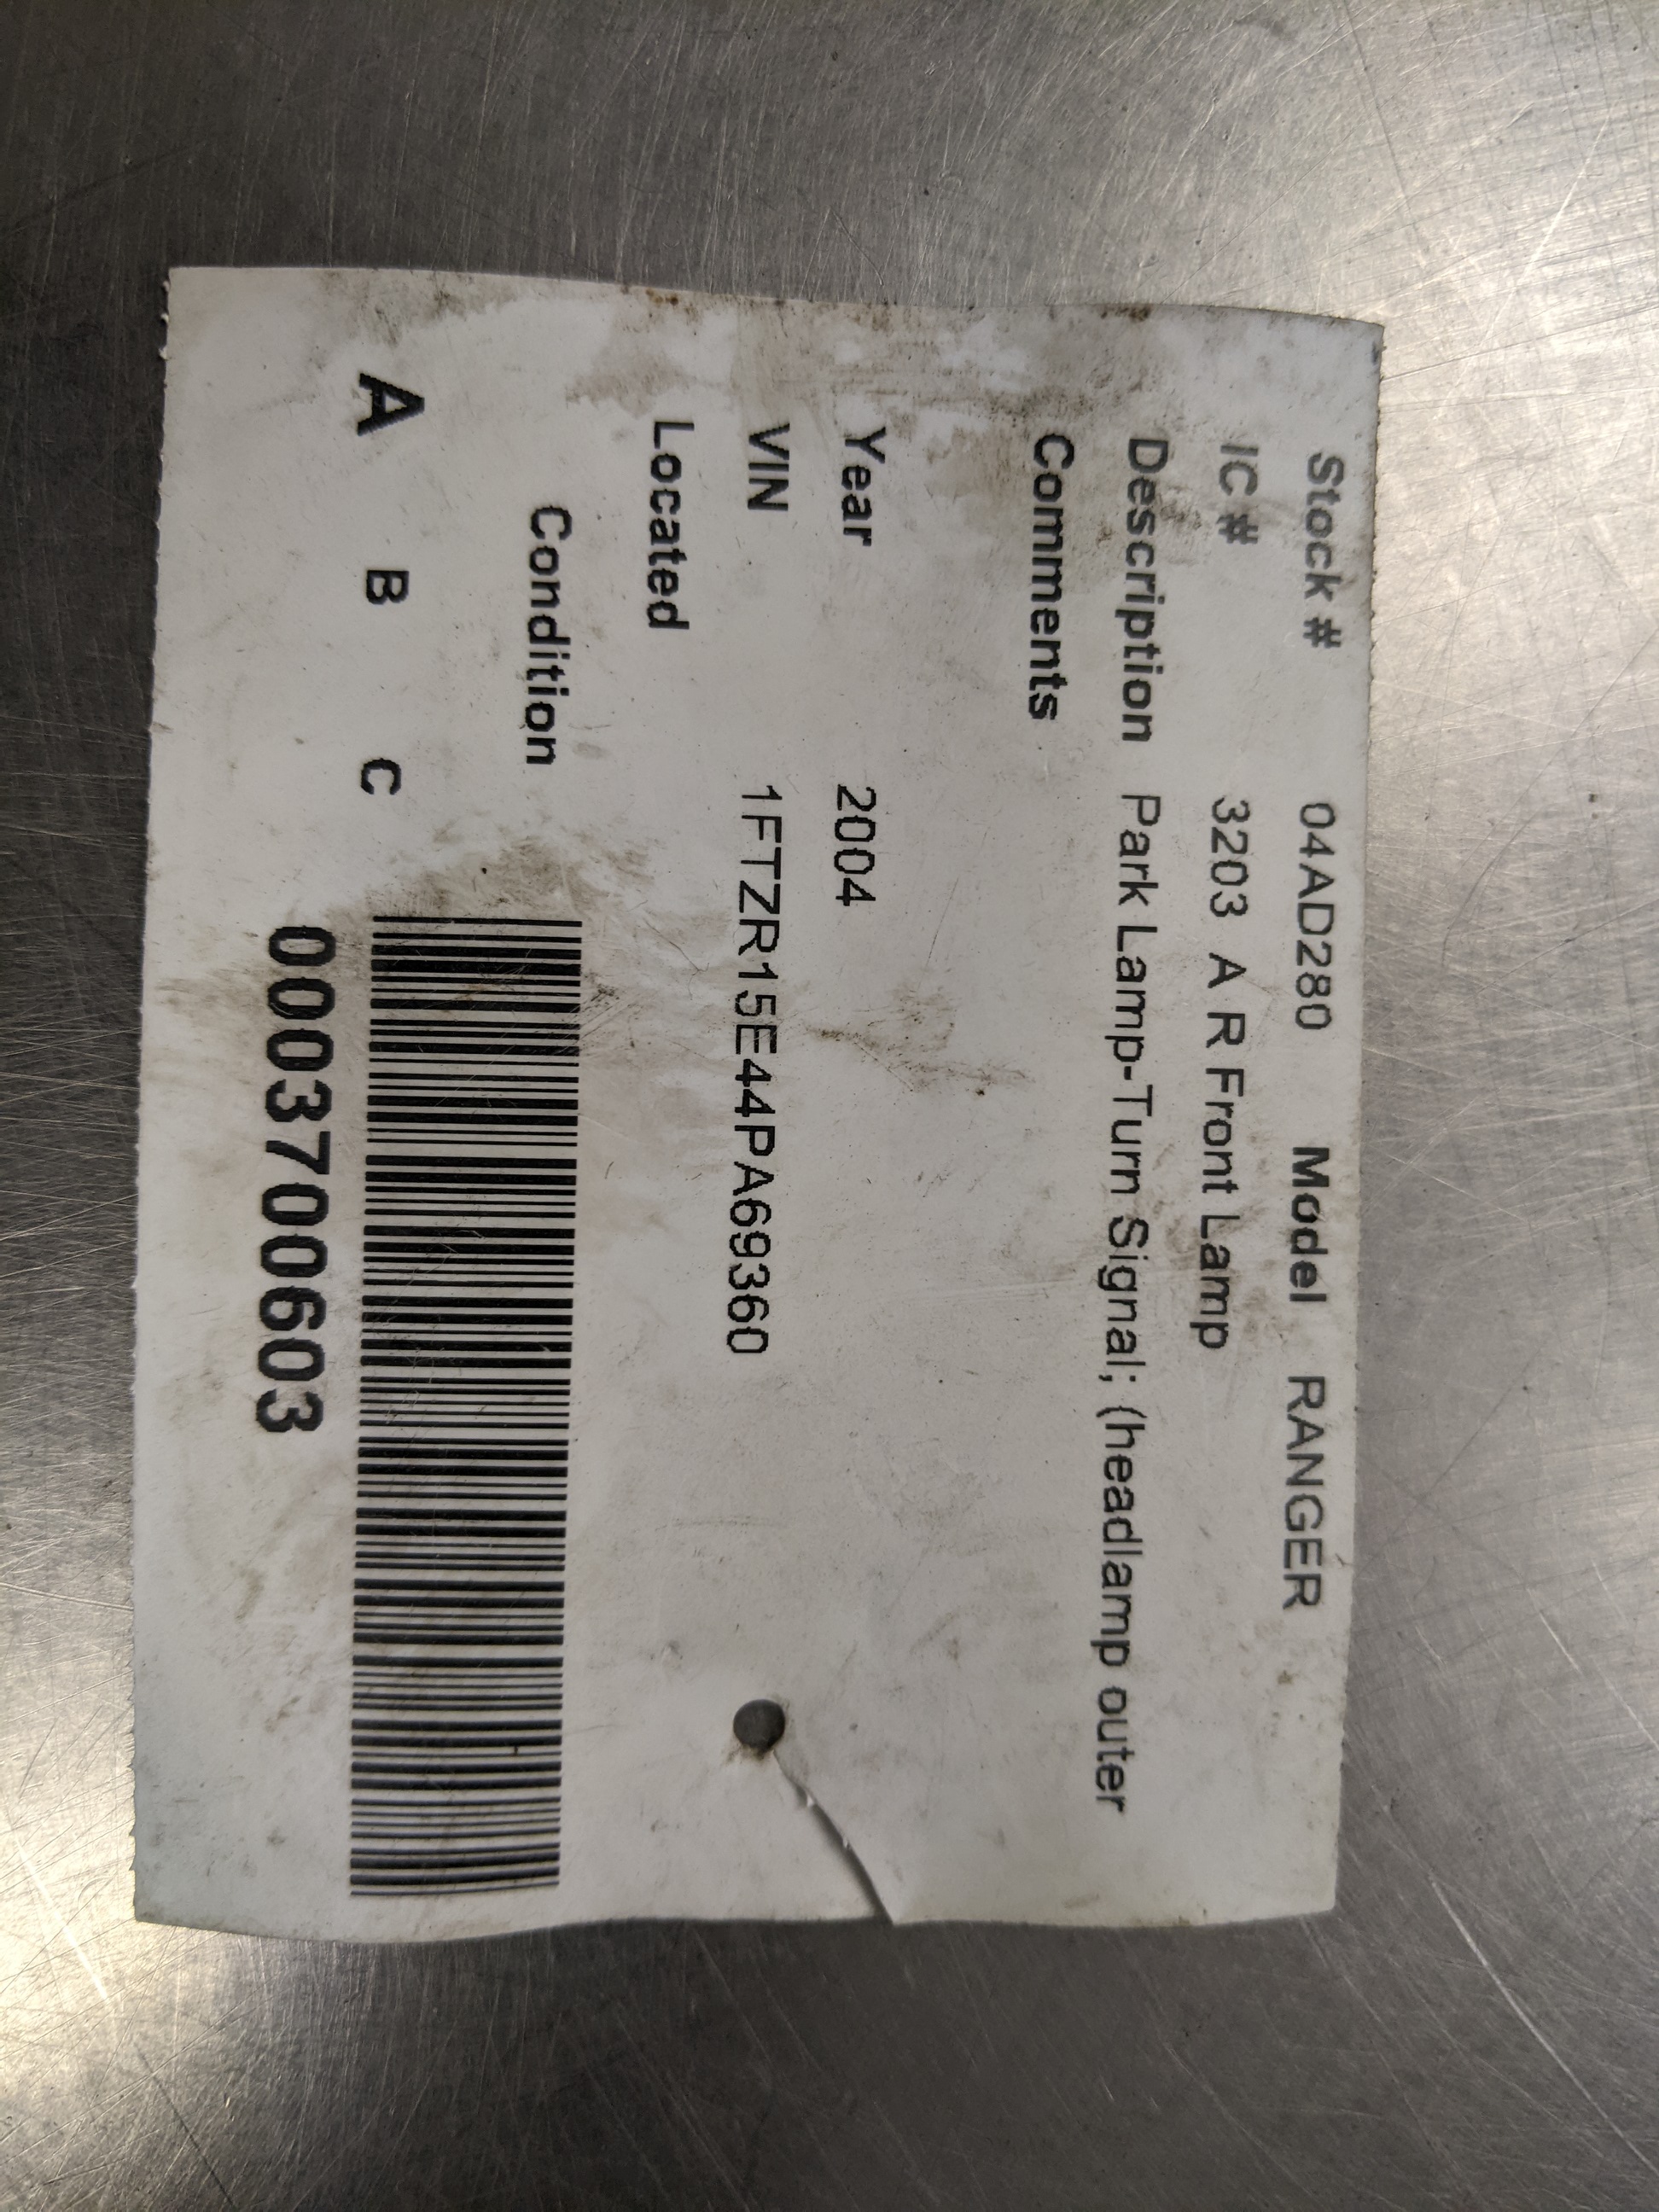 Stock # 04AD280 Model RANGER
IC # 3203 A R Front Lamp
Description Park Lamp-Turn Signal; (headlamp outer
Comments
Year 2004
VIN 1FTZR15E44PA69360
Located
Condition
A B C
0003700603